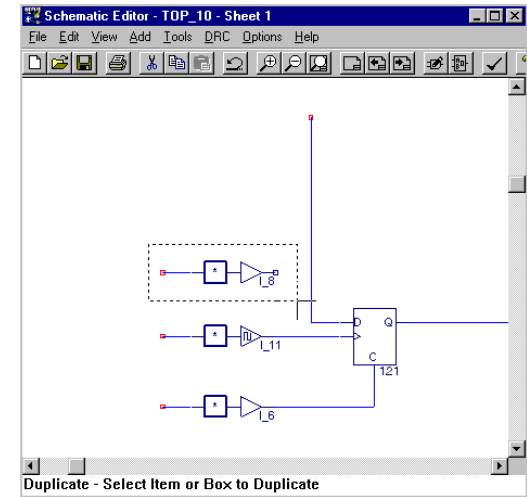 Schematic Editor - TOP_10 - Sheet 1
File Edit View Add Tools DRC Options Help
*
I_8
D Q
*
I_11
C
121
*
I_6
Duplicate - Select Item or Box to Duplicate